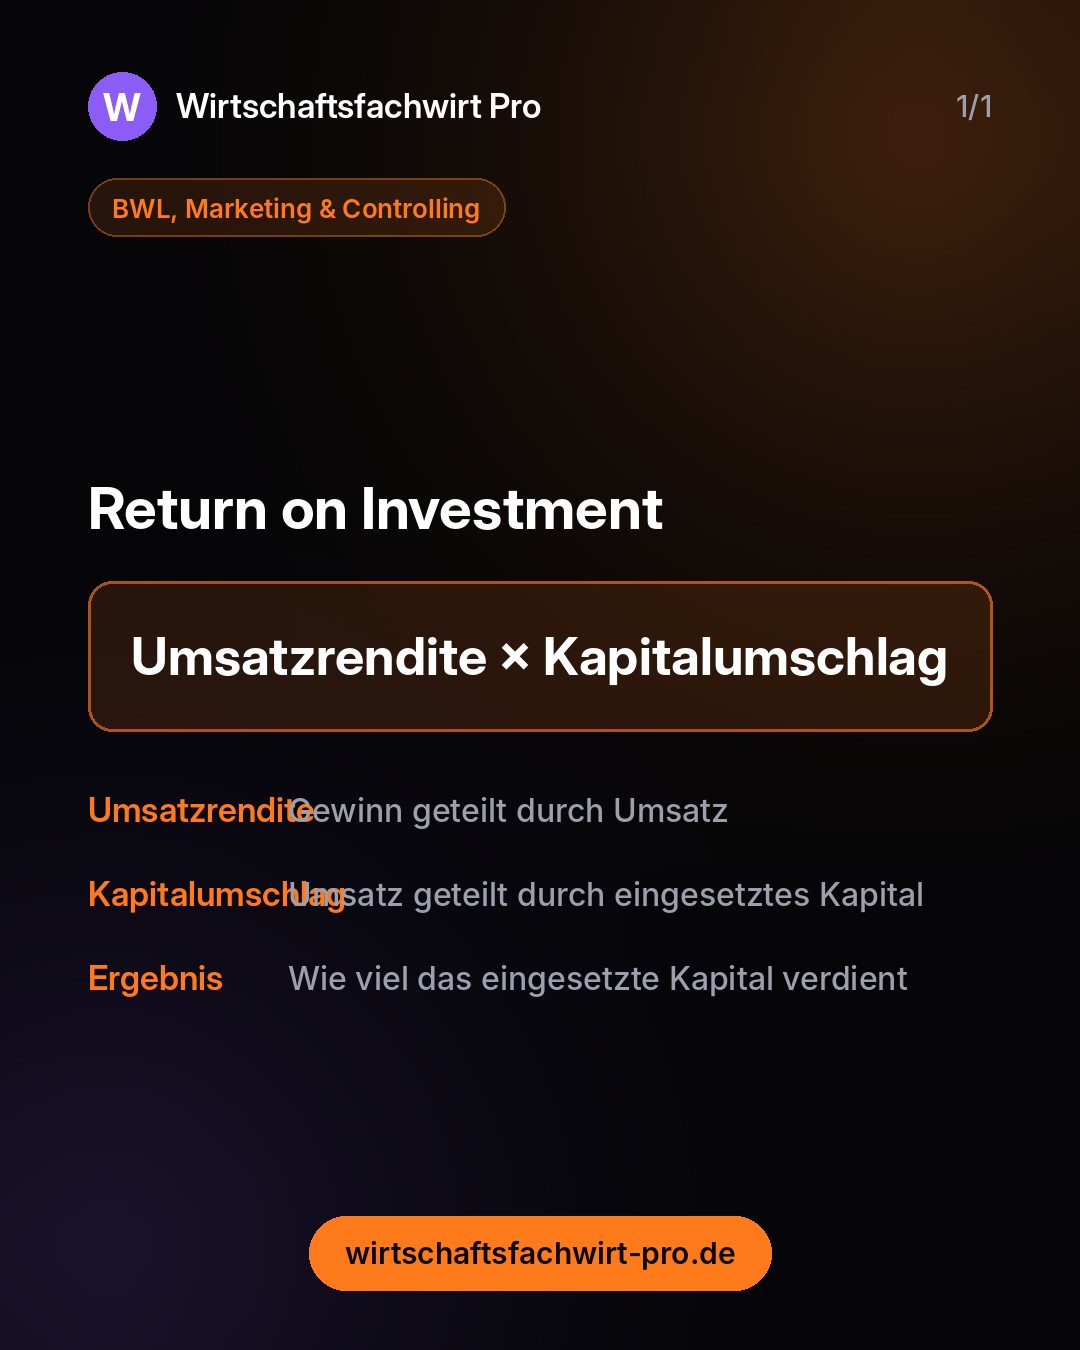 W Wirtschaftsfachwirt Pro 1/1
BWL, Marketing & Controlling
Return on Investment
Umsatzrendite × Kapitalumschlag
Umsatzrendite Gewinn geteilt durch Umsatz
Kapitalumschlag Umsatz geteilt durch eingesetztes Kapital
Ergebnis Wie viel das eingesetzte Kapital verdient
wirtschaftsfachwirt-pro.de